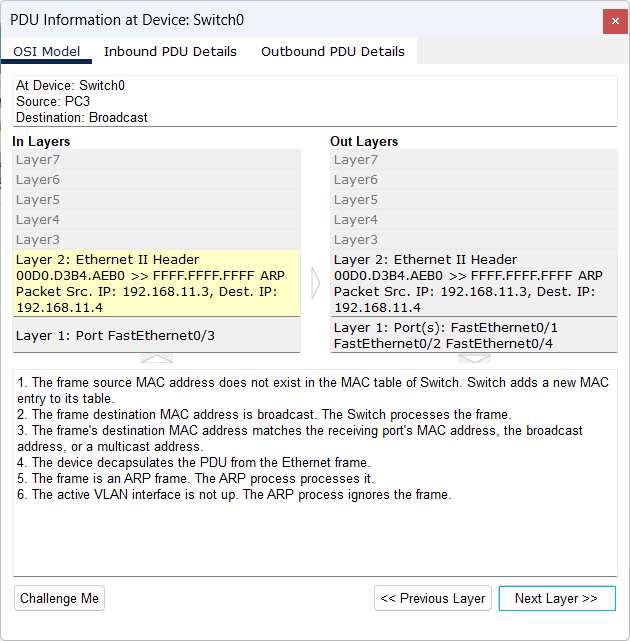 PDU Information at Device: Switch0
OSI Model Inbound PDU Details Outbound PDU Details
At Device: Switch0
Source: PC3
Destination: Broadcast
In Layers
Layer7
Layer6
Layer5
Layer4
Layer3
Layer 2: Ethernet II Header
00D0.D3B4.AEB0 >> FFFF.FFFF.FFFF ARP
Packet Src. IP: 192.168.11.3, Dest. IP:
192.168.11.4
Layer 1: Port FastEthernet0/3
Out Layers
Layer7
Layer6
Layer5
Layer4
Layer3
Layer 2: Ethernet II Header
00D0.D3B4.AEB0 >> FFFF.FFFF.FFFF ARP
Packet Src. IP: 192.168.11.3, Dest. IP:
192.168.11.4
Layer 1: Port(s): FastEthernet0/1
FastEthernet0/2 FastEthernet0/4
1. The frame source MAC address does not exist in the MAC table of Switch. Switch adds a new MAC
entry to its table.
2. The frame destination MAC address is broadcast. The Switch processes the frame.
3. The frame's destination MAC address matches the receiving port's MAC address, the broadcast
address, or a multicast address.
4. The device decapsulates the PDU from the Ethernet frame.
5. The frame is an ARP frame. The ARP process processes it.
6. The active VLAN interface is not up. The ARP process ignores the frame.
Challenge Me
<< Previous Layer
Next Layer >>